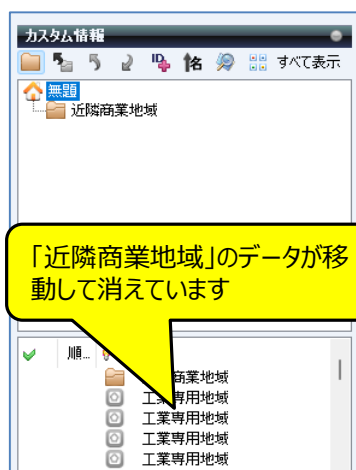 カスタム情報
すべて表示
無題
近隣商業地域
「近隣商業地域」のデータが移
動して消えています
順...
商業地域
工業専用地域
工業専用地域
工業専用地域
工業専用地域